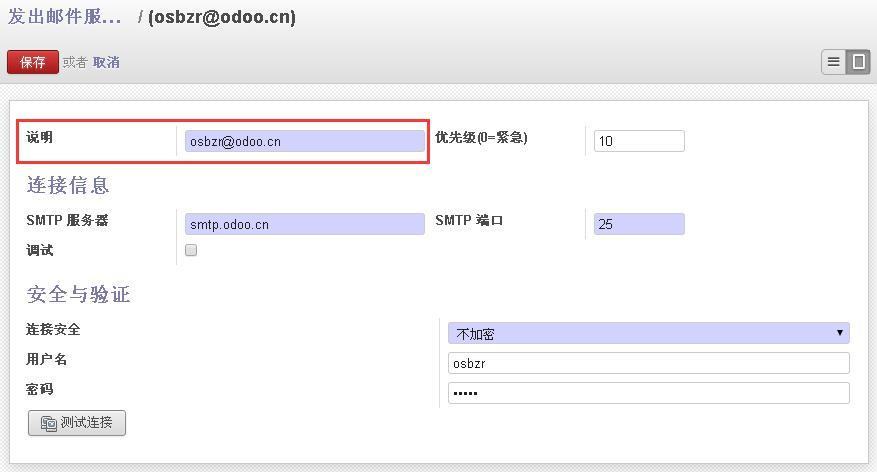 发出邮件服... / (osbzr@odoo.cn)
保存 或者 取消
说明 osbzr@odoo.cn 优先级(0=紧急) 10
连接信息
SMTP 服务器 smtp.odoo.cn SMTP 端口 25
调试
安全与验证
连接安全 不加密
用户名 osbzr
密码 •••••
测试连接